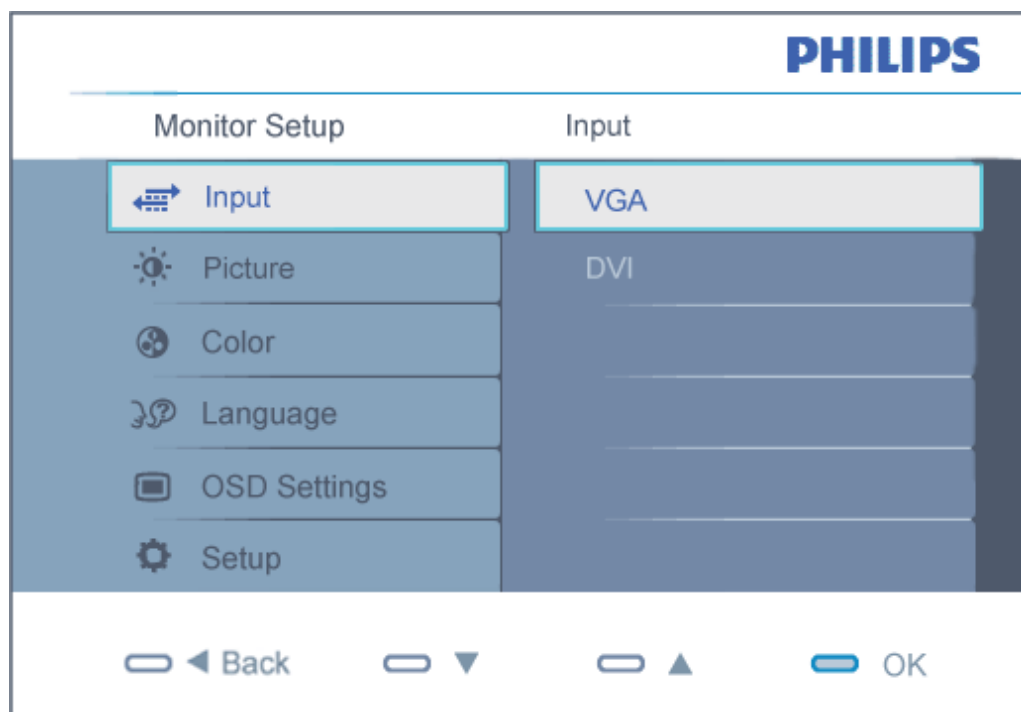 PHILIPS
Monitor Setup
Input
Input
VGA
Picture
DVI
Color
Language
OSD Settings
Setup
Back
OK